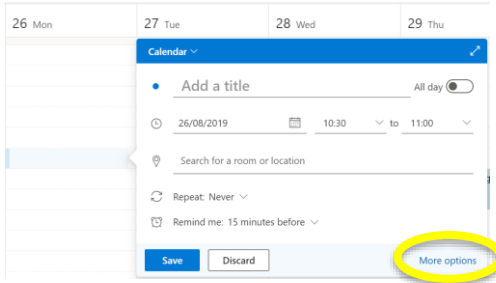 26 Mon 27 Tue 28 Wed 29 Thu
Calendar
Add a title All day
26/08/2019 10:30 to 11:00
Search for a room or location
Repeat: Never
Remind me: 15 minutes before
Save Discard More options